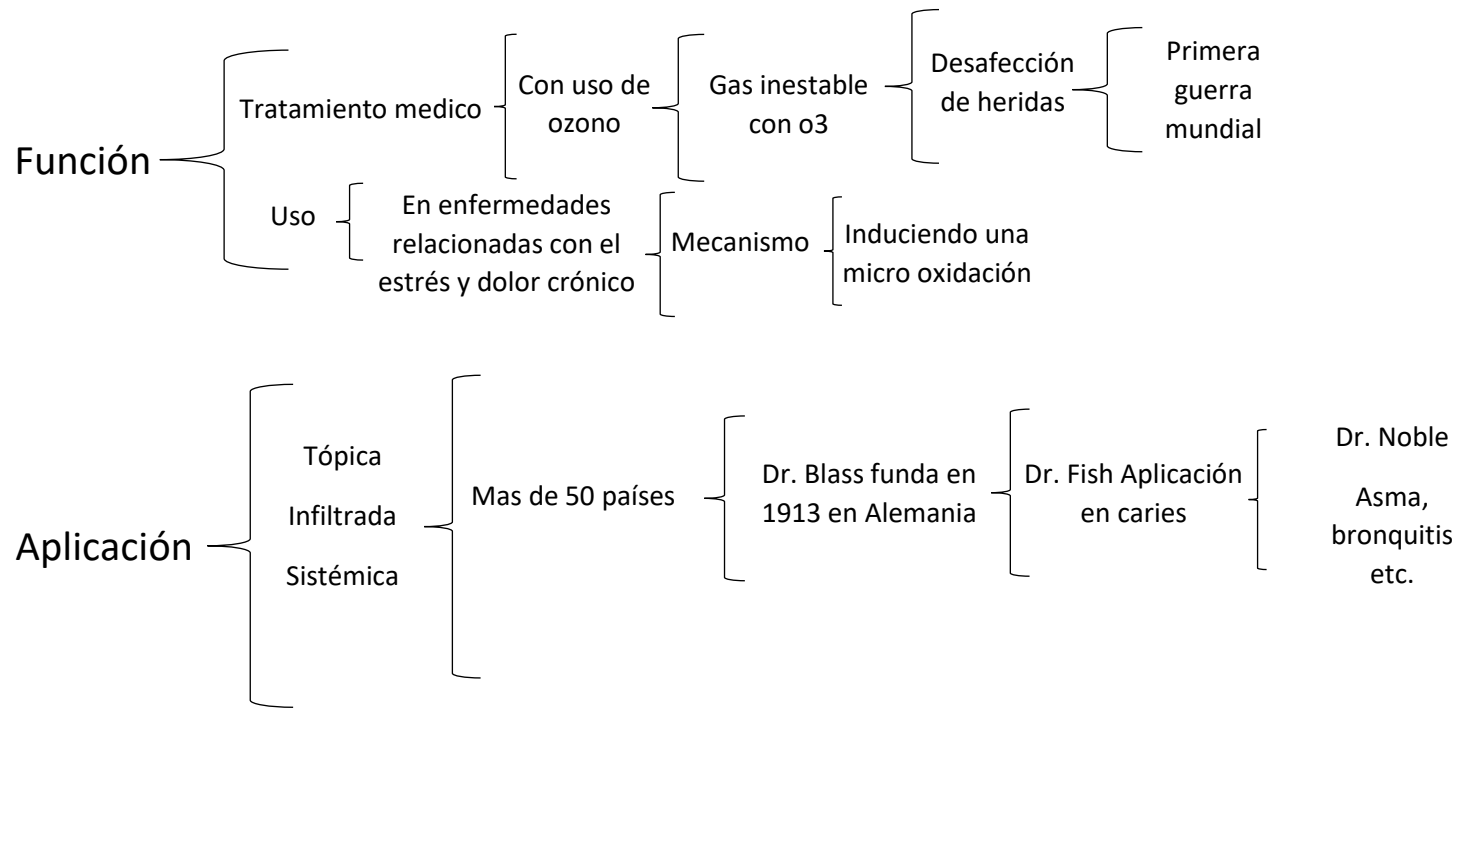 Función
Tratamiento medico
Con uso de
ozono
Gas inestable
con o3
Desafección
de heridas
Primera
guerra
mundial
Uso
En enfermedades
relacionadas con el
estrés y dolor crónico
Mecanismo
Induciendo una
micro oxidación
Aplicación
Tópica
Infiltrada
Sistémica
Mas de 50 países
Dr. Blass funda en
1913 en Alemania
Dr. Fish Aplicación
en caries
Dr. Noble
Asma,
bronquitis
etc.